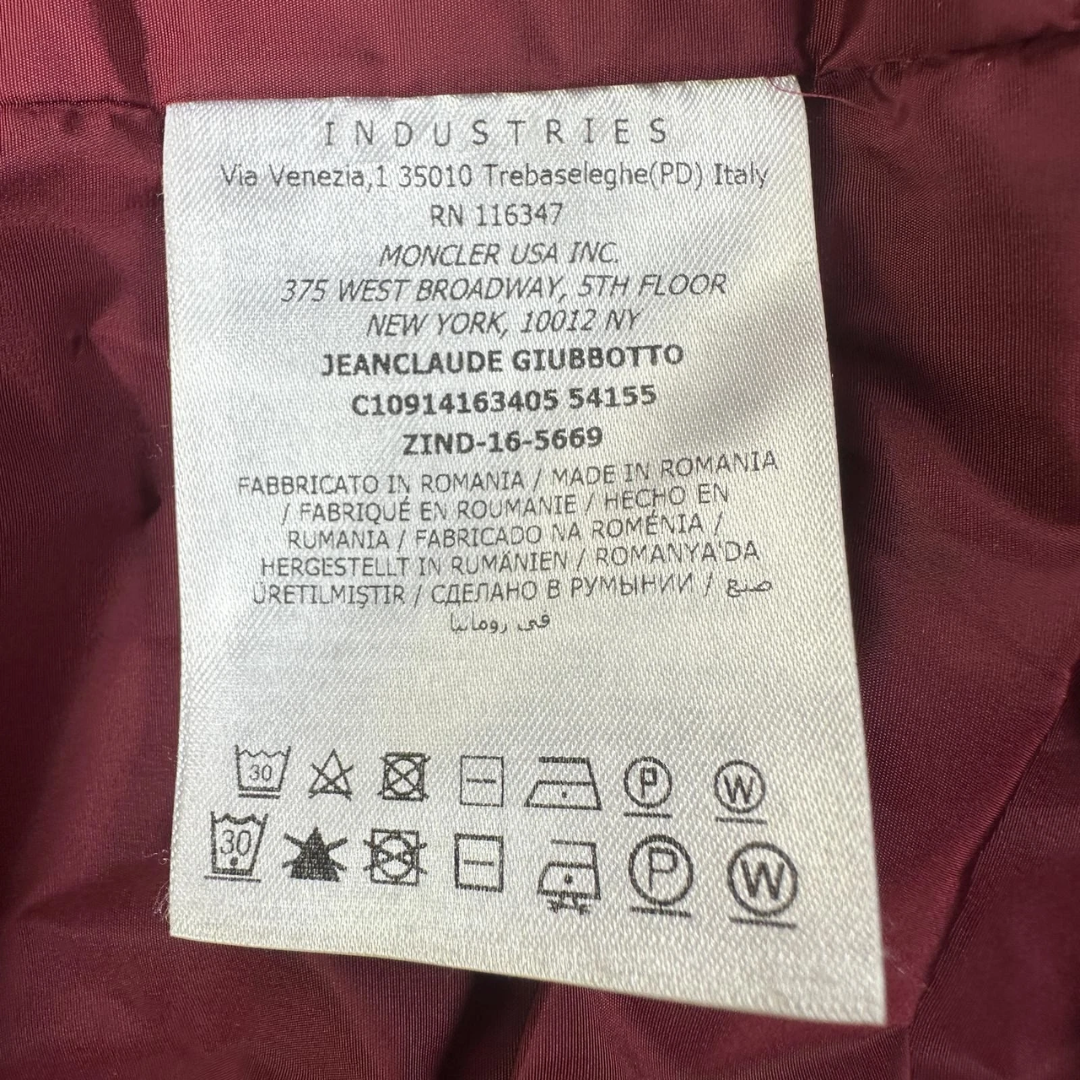 INDUSTRIES
Via Venezia,1 35010 Trebaseleghe(PD) Italy
RN 116347
MONCLER USA INC.
375 WEST BROADWAY, 5TH FLOOR
NEW YORK, 10012 NY
JEANCLAUDE GIUBBOTTO
C10914163405 54155
ZIND-16-5669
FABBRICATO IN ROMANIA / MADE IN ROMANIA
/ FABRIQUÉ EN ROUMANIE / HECHO EN
RUMANIA / FABRICADO NA ROMÉNIA /
HERGESTELLT IN RUMÄNIEN / ROMANYA'DA
ÜRETILMIŞTIR / СДЕЛАНО В РУМЫНИИ / صنع
في رومانيا
30 P W
30 P W